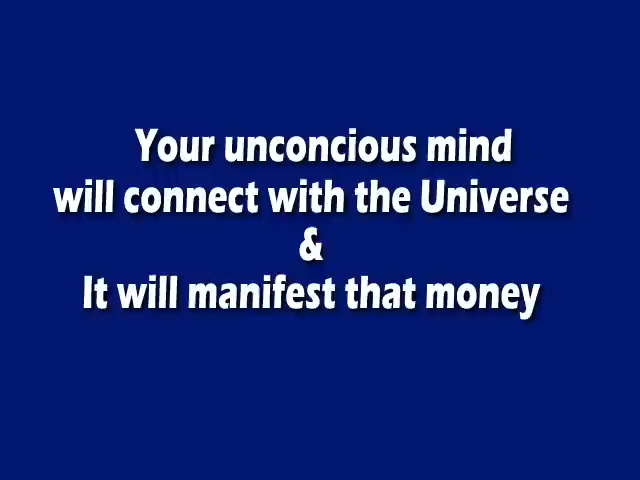 Your unconcious mind
will connect with the Universe
&
It will manifest that money